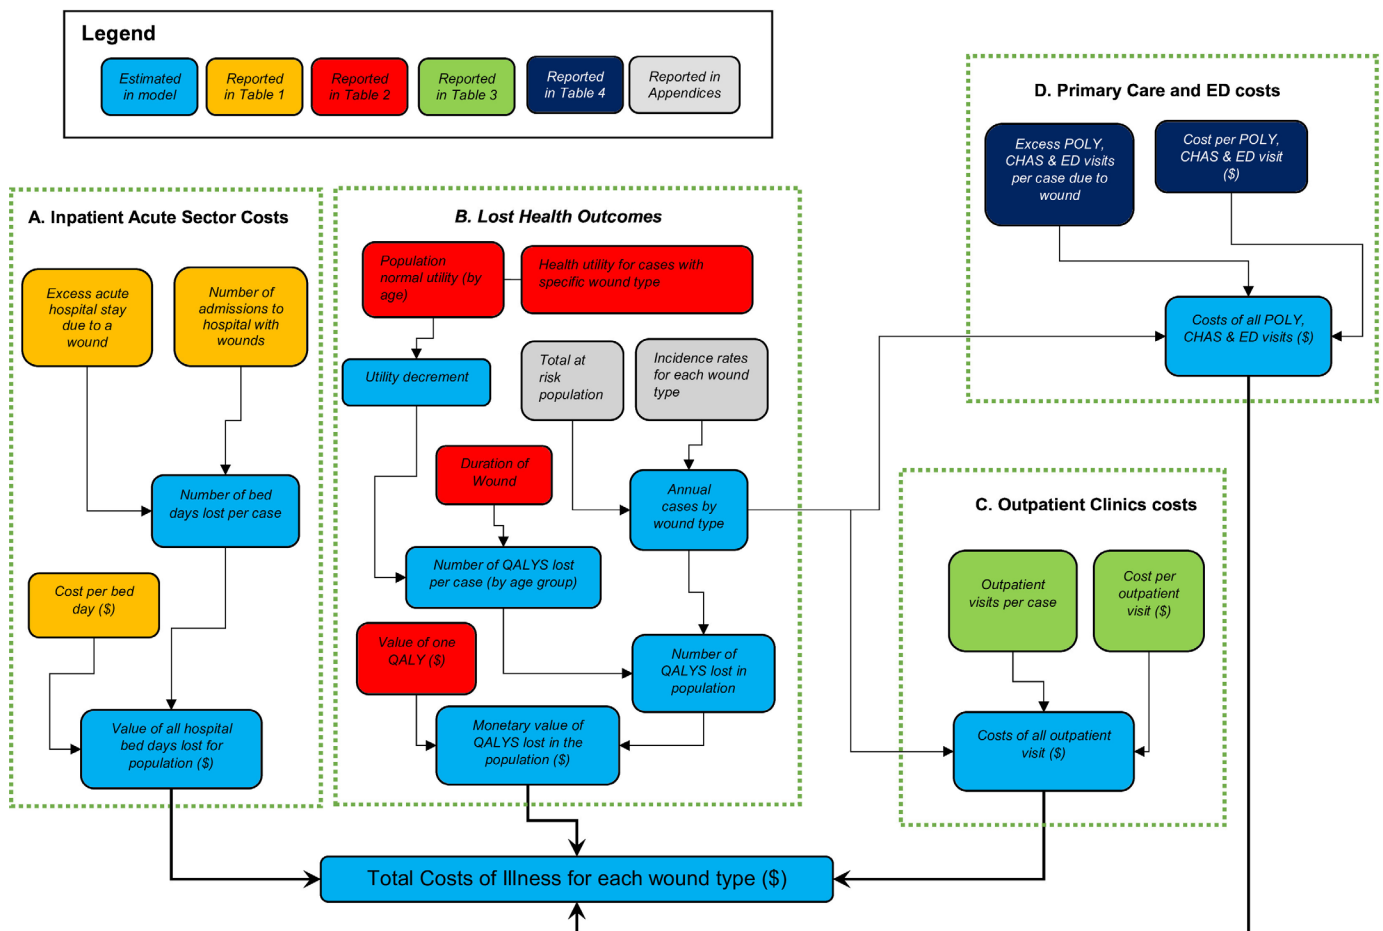 Legend
Estimated
in model
Reported
in Table 1
Reported
in Table 2
Reported
in Table 3
Reported
in Table 4
Reported in
Appendices
A. Inpatient Acute Sector Costs
Excess acute
hospital stay
due to a
wound
Number of
admissions to
hospital with
wounds
Number of bed
days lost per case
Cost per bed
day ($)
Value of all hospital
bed days lost for
population ($)
B. Lost Health Outcomes
Population
normal utility (by
age)
Health utility for cases with
specific wound type
Utility decrement
Total at
risk
population
Incidence rates
for each wound
type
Duration of
Wound
Annual
cases by
wound type
Number of QALYS lost
per case (by age group)
Value of one
QALY ($)
Number of
QALYS lost in
population
Monetary value of
QALYS lost in the
population ($)
D. Primary Care and ED costs
Excess POLY,
CHAS & ED visits
per case due to
wound
Cost per POLY,
CHAS & ED visit
($)
Costs of all POLY,
CHAS & ED visits ($)
C. Outpatient Clinics costs
Outpatient
visits per case
Cost per
outpatient
visit ($)
Costs of all outpatient
visit ($)
Total Costs of Illness for each wound type ($)